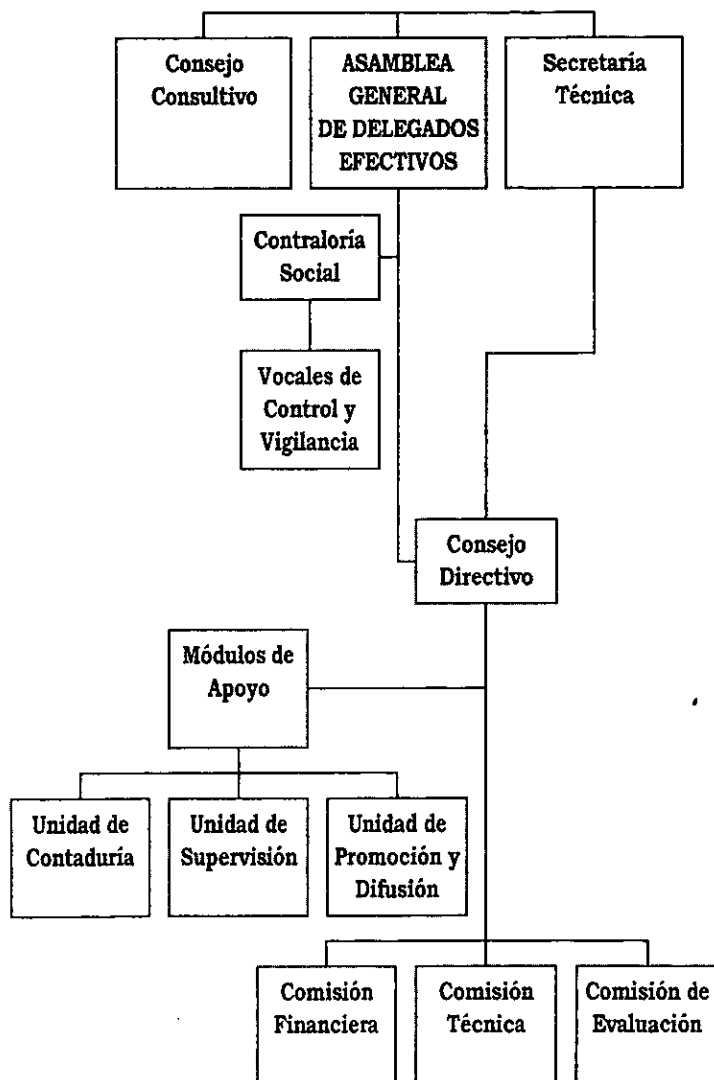 Consejo
Consultivo
ASAMBLEA
GENERAL
DE DELEGADOS
EFECTIVOS
Secretaría
Técnica
Contraloría
Social
Vocales de
Control y
Vigilancia
Consejo
Directivo
Módulos de
Apoyo
Unidad de
Contaduría
Unidad de
Supervisión
Unidad de
Promoción y
Difusión
Comisión
Financiera
Comisión
Técnica
Comisión de
Evaluación